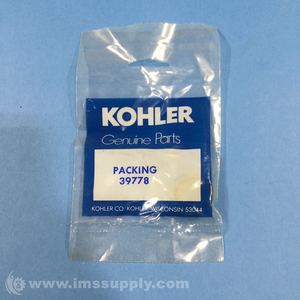 KOHLER
Genuine Parts
PACKING
39778
KOHLER CO. KOHLER, WISCONSIN 53044
© www.imssupply.com